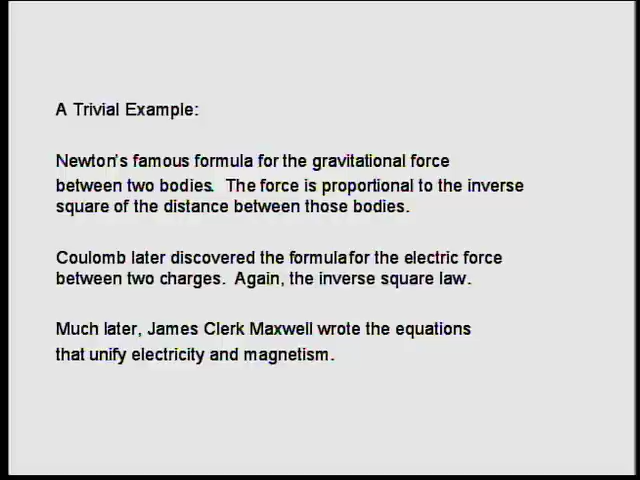 A Trivial Example:
Newton's famous formula for the gravitational force
between two bodies.  The force is proportional to the inverse
square of the distance between those bodies.
Coulomb later discovered the formula for the electric force
between two charges.  Again, the inverse square law.
Much later, James Clerk Maxwell wrote the equations
that unify electricity and magnetism.